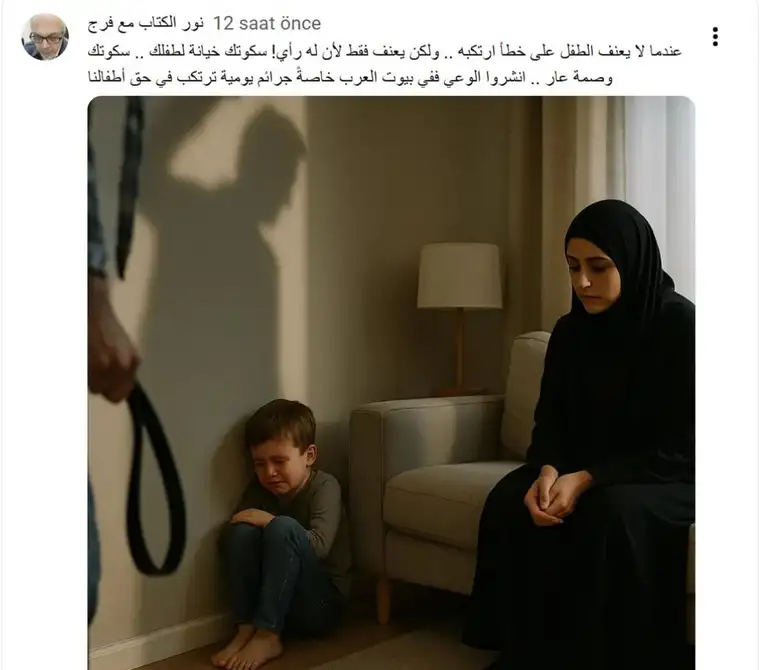 نور الكتاب مع فرج 12 saat önce
عندما لا يعنف الطفل على خطأ ارتكبه .. ولكن يعنف فقط لأن له رأي! سكوتك خيانة لطفلك .. سكوتك
وصمة عار .. انشروا الوعي ففي بيوت العرب خاصةً جرائم يومية ترتكب في حق أطفالنا